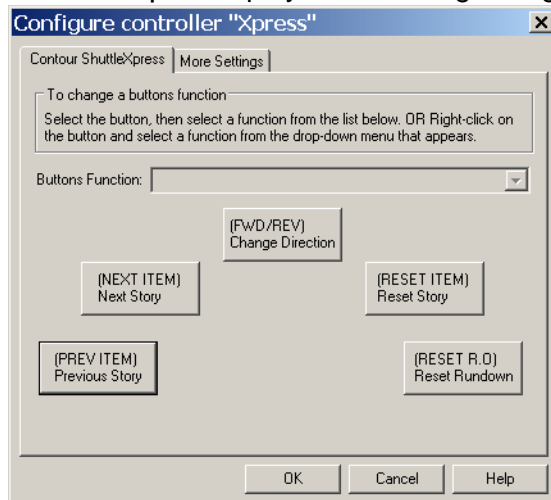 Configure controller "Xpress"
Contour ShuttleXpress
More Settings
To change a buttons function
Select the button, then select a function from the list below. OR Right-click on
the button and select a function from the drop-down menu that appears.
Buttons Function:
(FWD/REV)
Change Direction
(NEXT ITEM)
Next Story
(RESET ITEM)
Reset Story
(PREV ITEM)
Previous Story
(RESET R.O)
Reset Rundown
OK
Cancel
Help